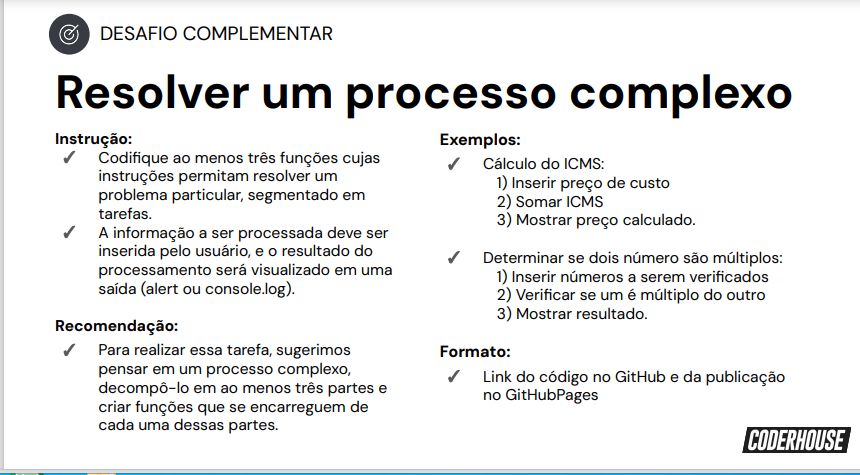 DESAFIO COMPLEMENTAR
Resolver um processo complexo
Instrução:
✓ Codifique ao menos três funções cujas
instruções permitam resolver um
problema particular, segmentado em
tarefas.
✓ A informação a ser processada deve ser
inserida pelo usuário, e o resultado do
processamento será visualizado em uma
saída (alert ou console.log).
Recomendação:
✓ Para realizar essa tarefa, sugerimos
pensar em um processo complexo,
decompô-lo em ao menos três partes e
criar funções que se encarreguem de
cada uma dessas partes.
Exemplos:
✓ Cálculo do ICMS:
1) Inserir preço de custo
2) Somar ICMS
3) Mostrar preço calculado.
✓ Determinar se dois número são múltiplos:
1) Inserir números a serem verificados
2) Verificar se um é múltiplo do outro
3) Mostrar resultado.
Formato:
✓ Link do código no GitHub e da publicação
no GitHubPages
CODERHOUSE